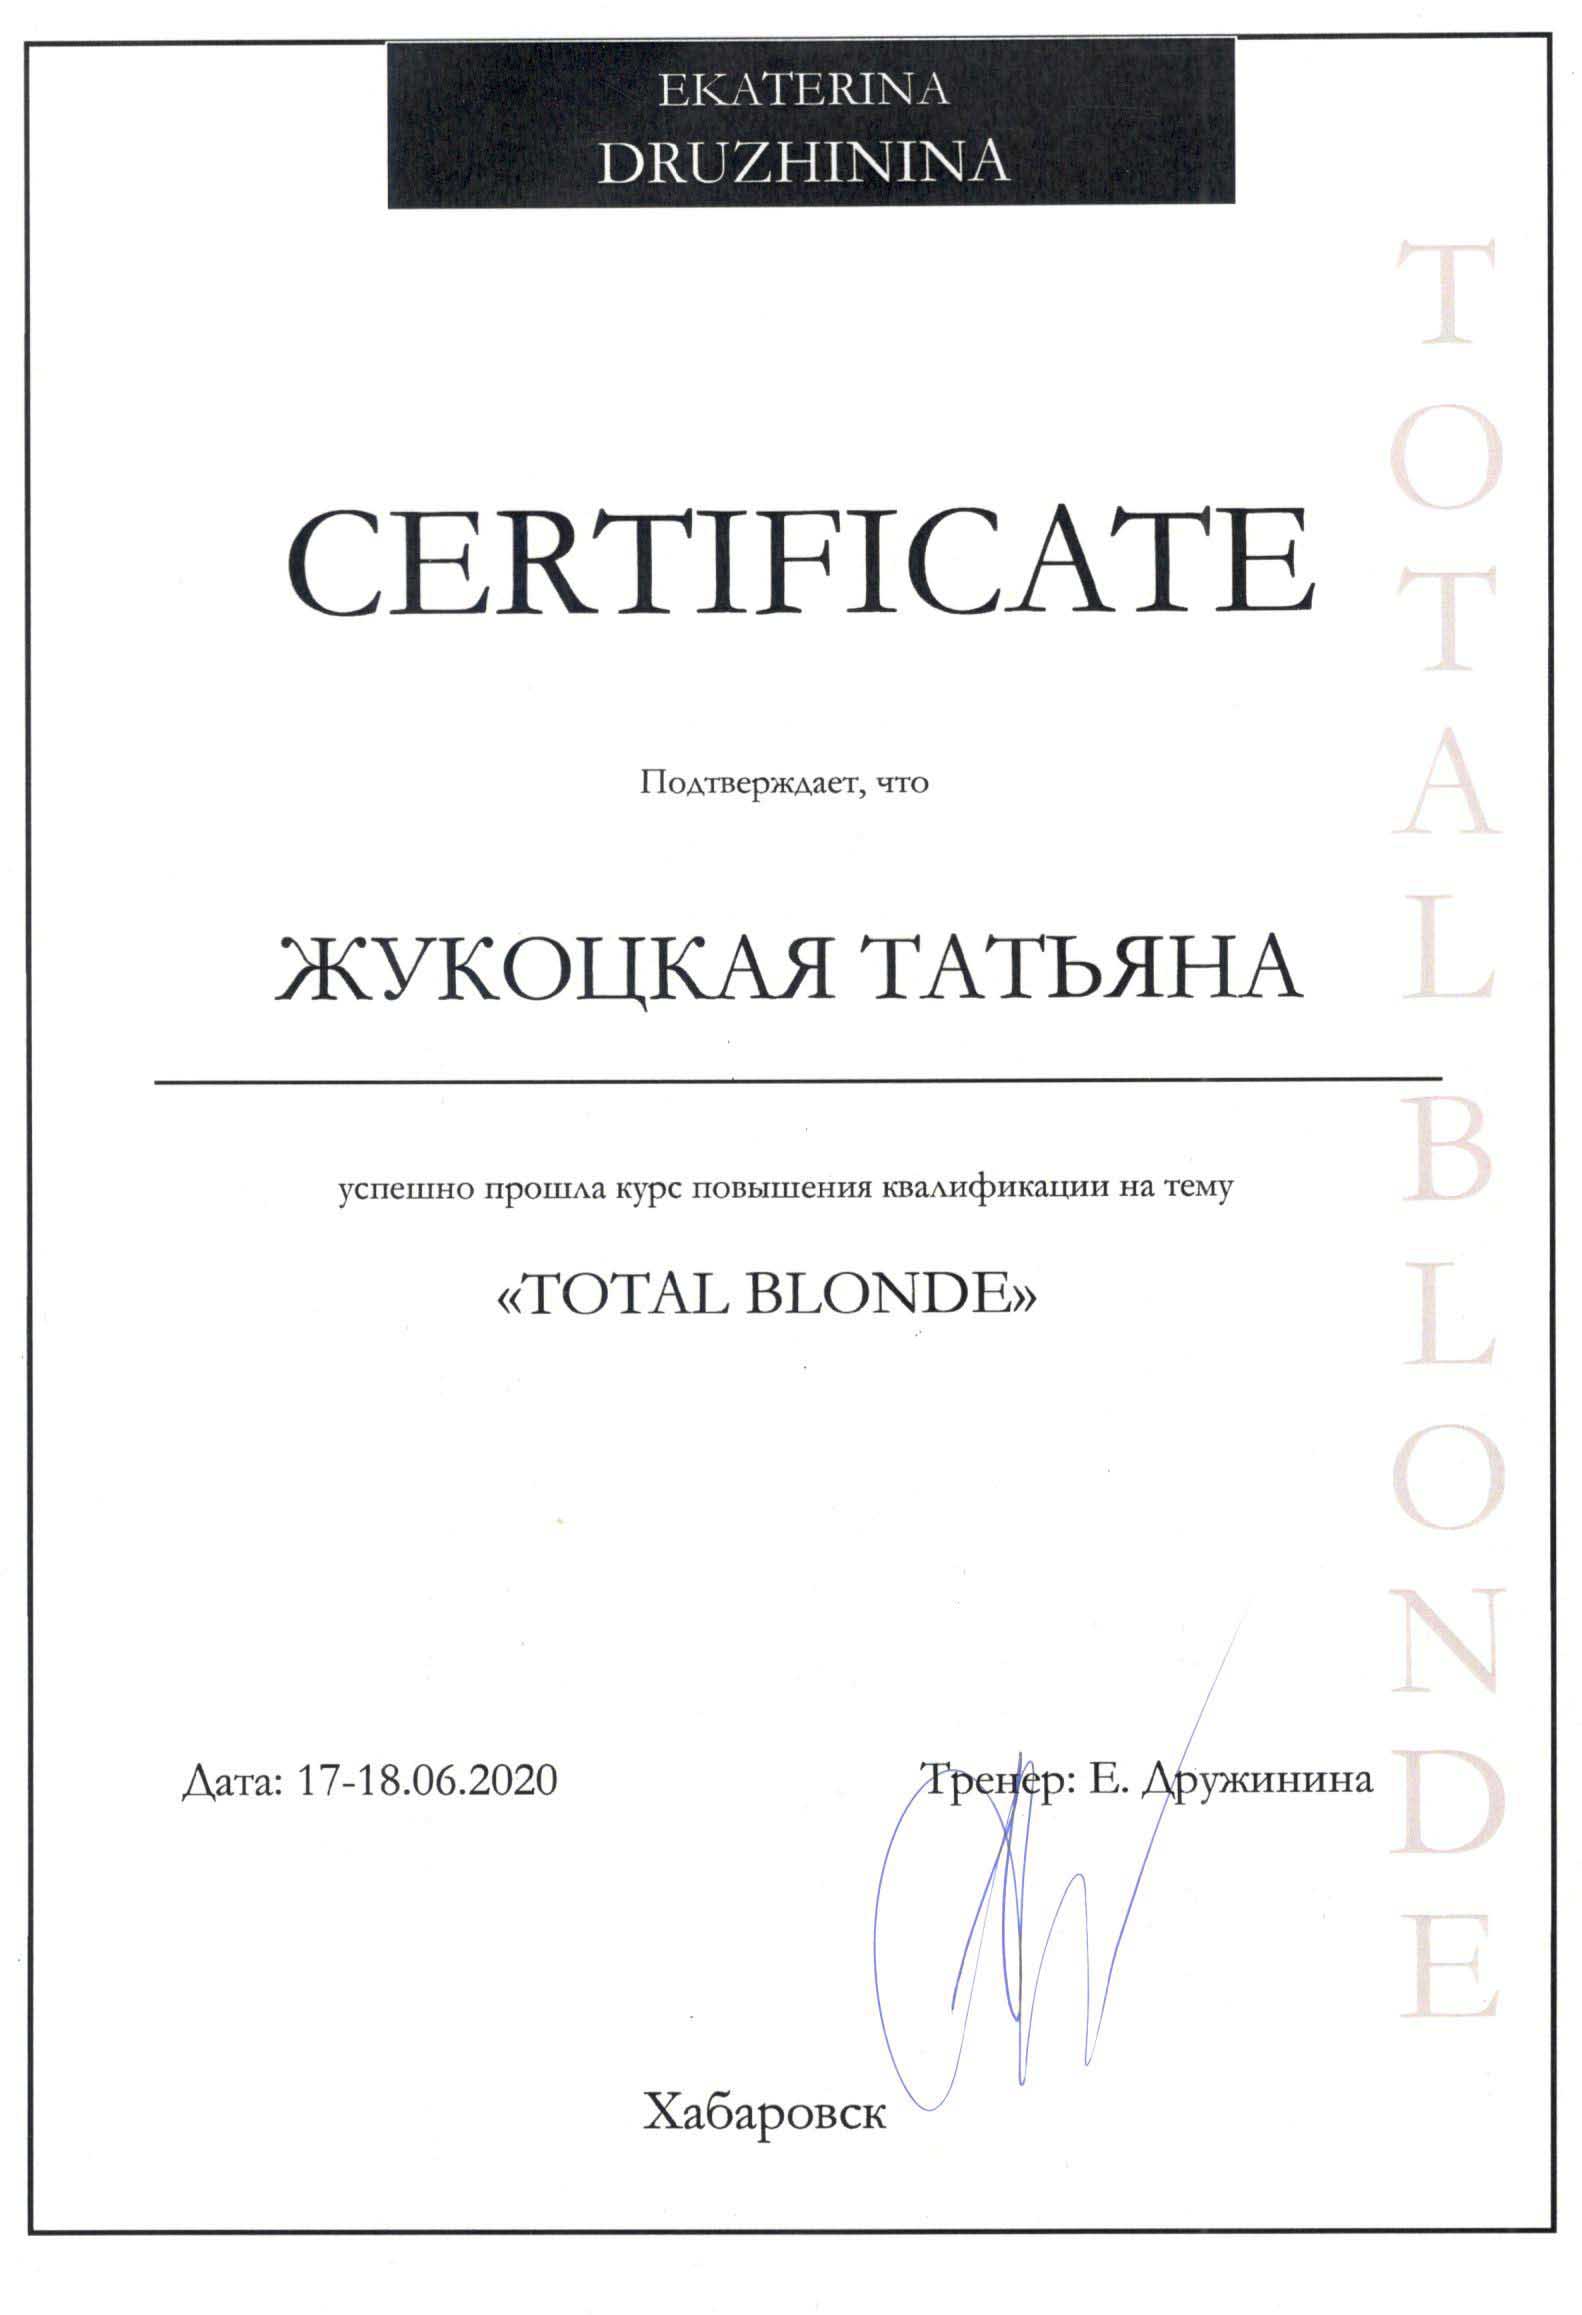 EKATERINA
DRUZHININA
CERTIFICATE
Подтверждает, что
ЖУКОЦКАЯ ТАТЬЯНА
успешно прошла курс повышения квалификации на тему
«TOTAL BLONDE»
Дата: 17-18.06.2020
Тренер: Е. Дружинина
Хабаровск
TOTAL BLONDE